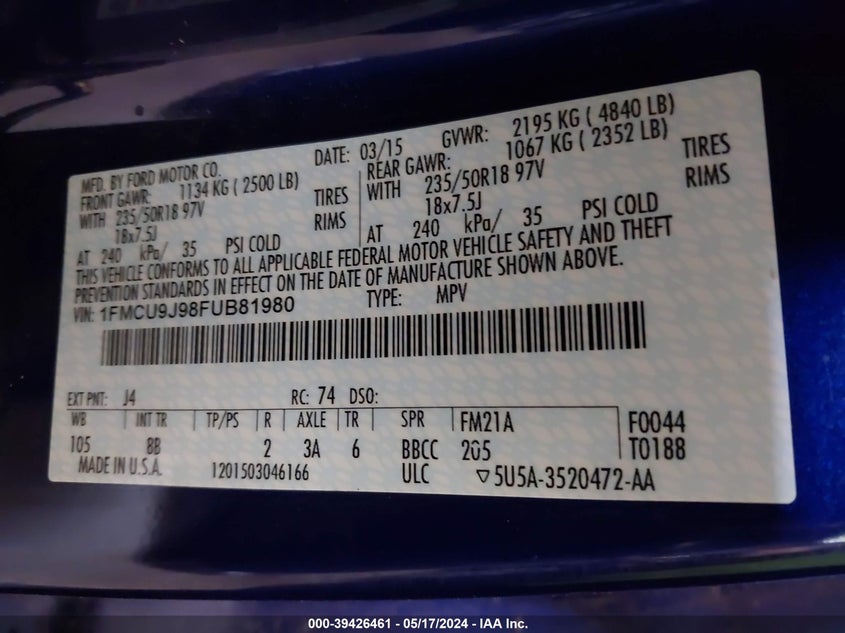 MFD. BY FORD MOTOR CO. DATE: 03/15 GVWR: 2195 KG ( 4840 LB)
FRONT GAWR: 1134 KG ( 2500 LB) REAR GAWR: 1067 KG ( 2352 LB)
WITH 235/50R18 97V TIRES WITH 235/50R18 97V TIRES
18x7.5J RIMS 18x7.5J RIMS
AT 240 kPa/ 35 PSI COLD AT 240 kPa/ 35 PSI COLD
THIS VEHICLE CONFORMS TO ALL APPLICABLE FEDERAL MOTOR VEHICLE SAFETY AND THEFT
PREVENTION STANDARDS IN EFFECT ON THE DATE OF MANUFACTURE SHOWN ABOVE.
VIN: 1FMCU9J98FUB81980 TYPE: MPV
EXT PNT: J4 RC: 74 DSO:
WB INT TR TP/PS R AXLE TR SPR FM21A F0044
105 8B 2 3A 6 BBCC 205 T0188
MADE IN U.S.A. 1201503046166 ULC ▽5U5A-3520472-AA
000-39426461 - 05/17/2024 - IAA Inc.